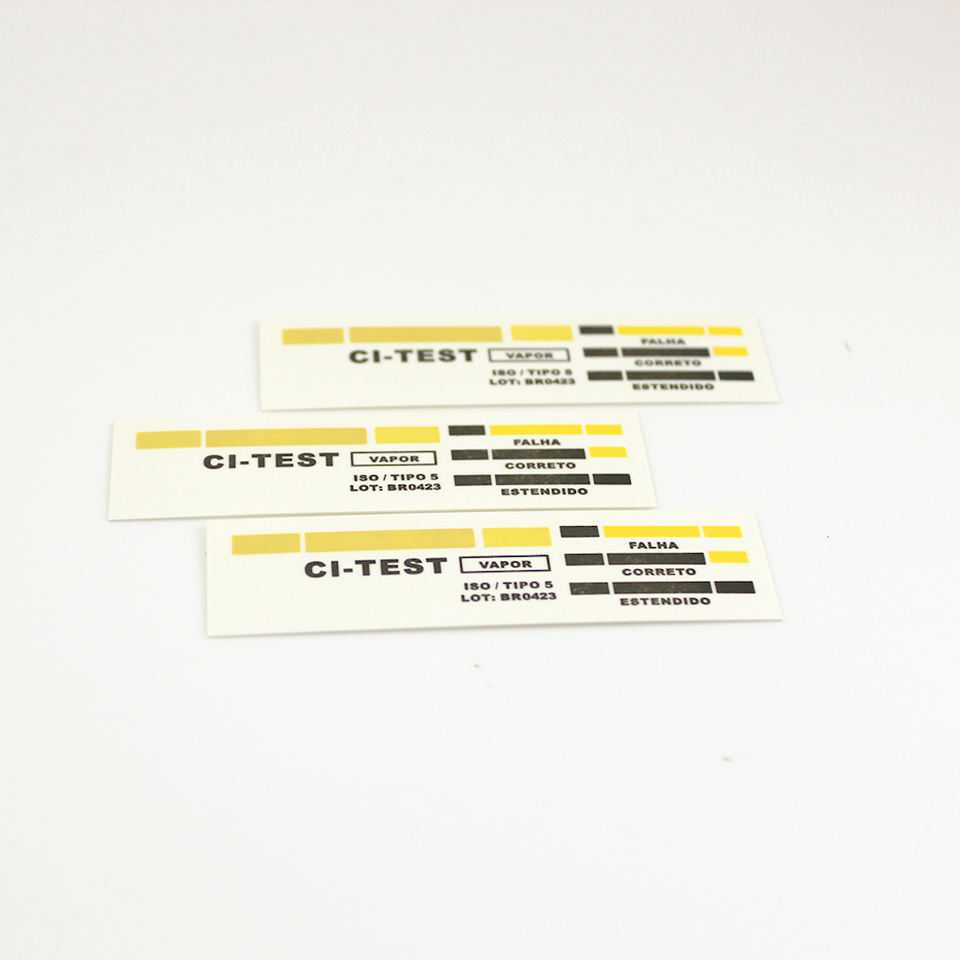 CI-TEST VAPOR
ISO / TIPO 5
LOT: BR0423
FALHA
CORRETO
ESTENDIDO
CI-TEST VAPOR
ISO / TIPO 5
LOT: BR0423
FALHA
CORRETO
ESTENDIDO
CI-TEST VAPOR
ISO / TIPO 5
LOT: BR0423
FALHA
CORRETO
ESTENDIDO